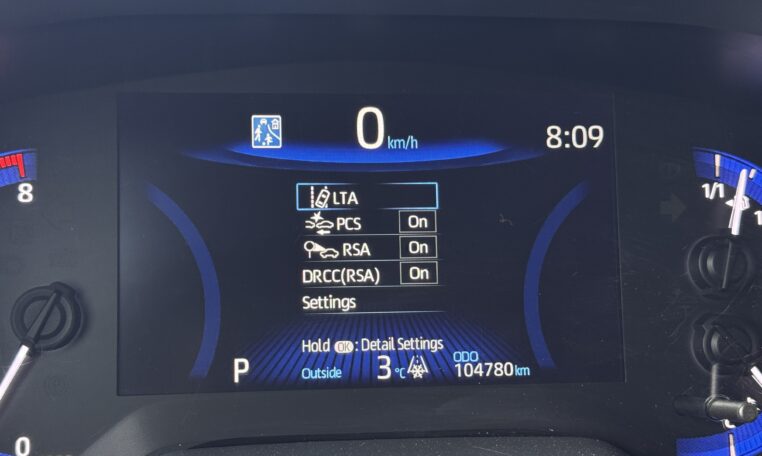 0 km/h
8:09
8
1/1
LTA
PCS On
RSA On
DRCC(RSA) On
Settings
Hold OK : Detail Settings
P
Outside 3 °C
ODO
104780 km
0